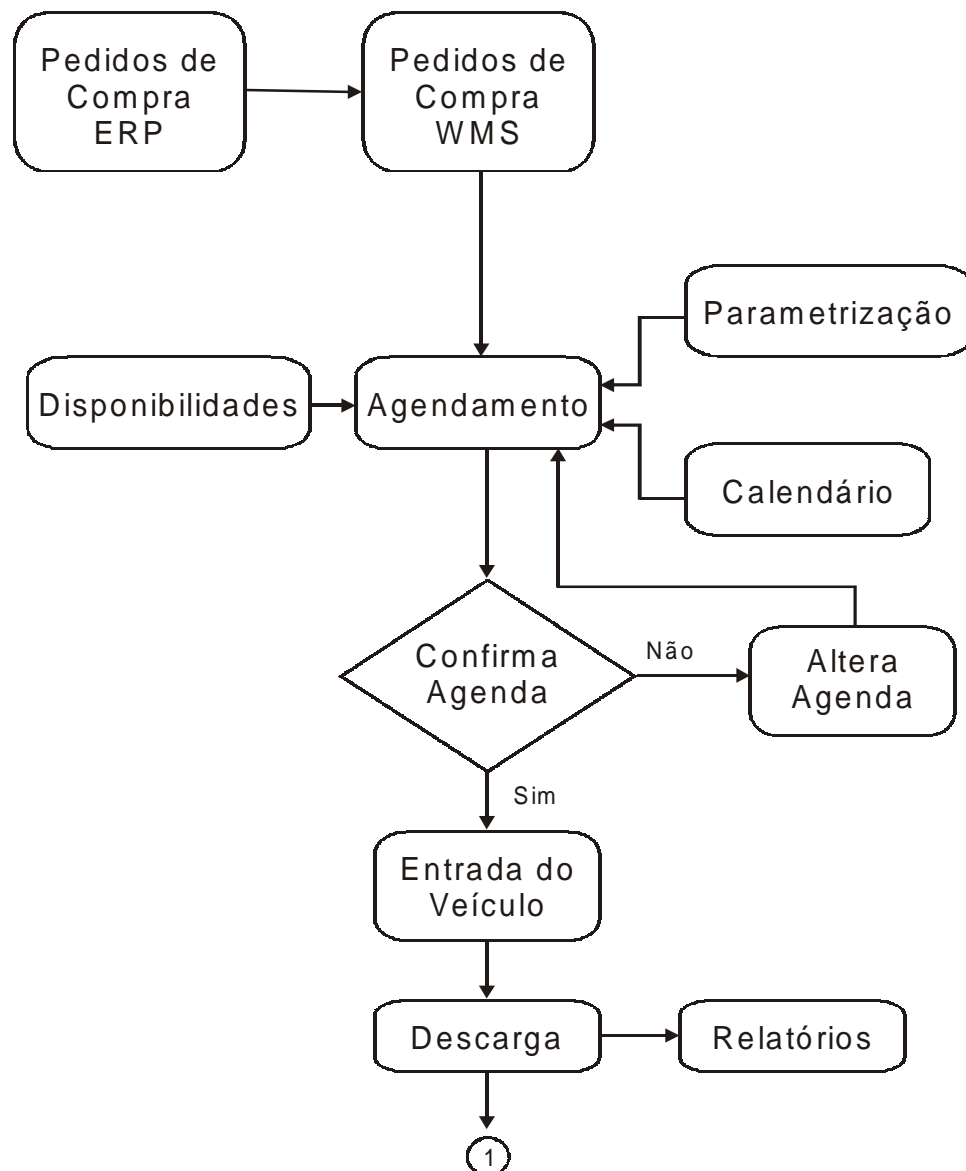 Pedidos de
Compra
ERP
Pedidos de
Compra
WMS
Parametrização
Disponibilidades
Agendamento
Calendário
Confirma
Agenda
Não
Altera
Agenda
Sim
Entrada do
Veículo
Descarga
Relatórios
1